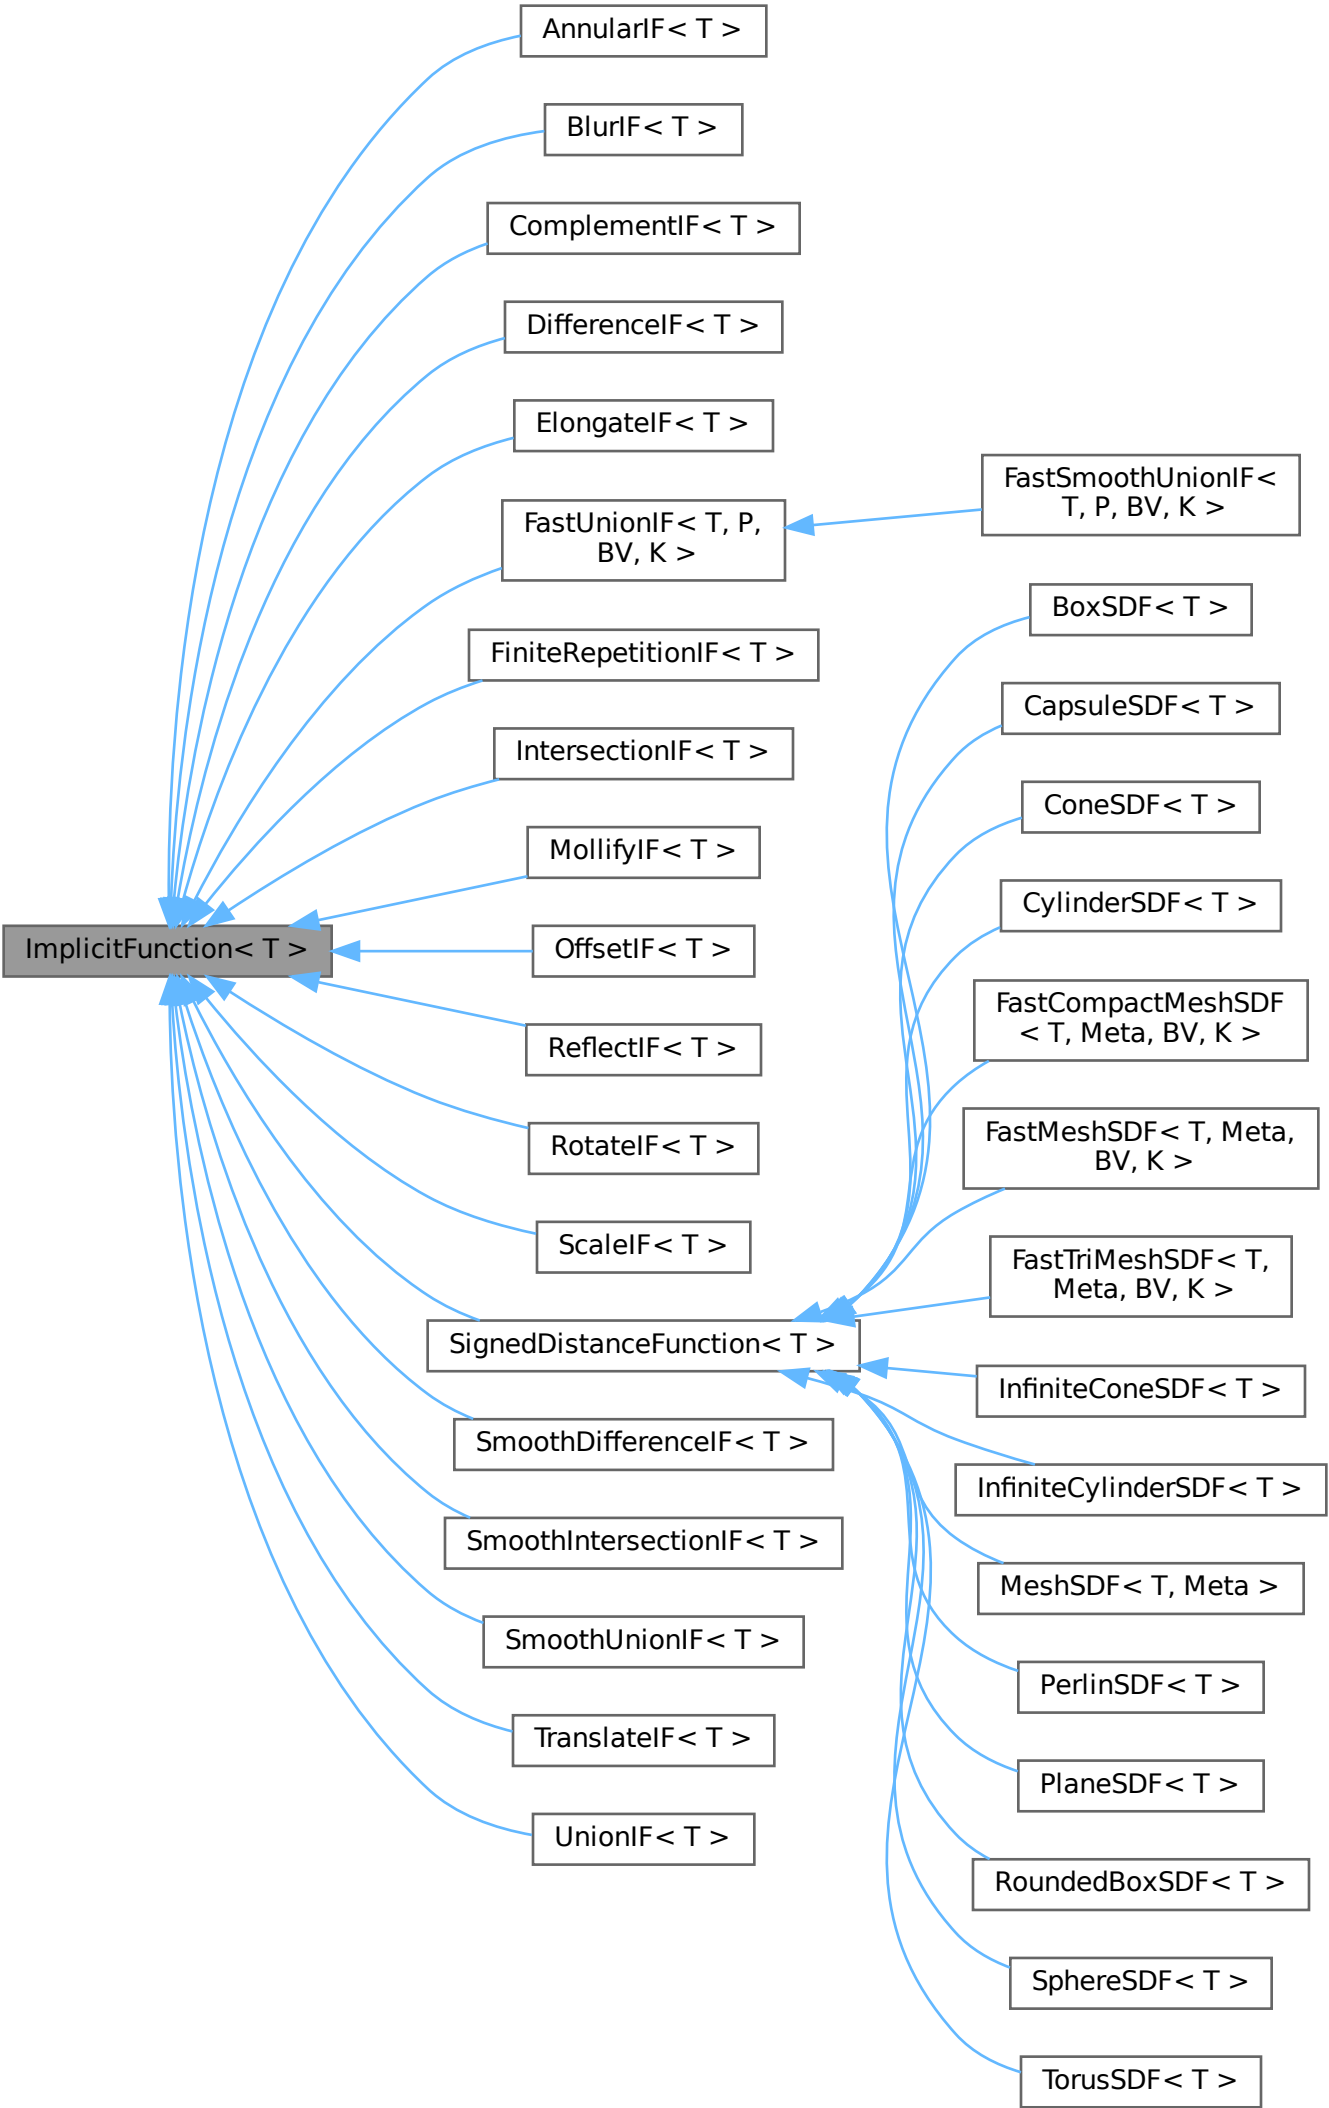 AnnularIF< T >
BlurIF< T >
ComplementIF< T >
DifferenceIF< T >
ElongateIF< T >
FastUnionIF< T, P,
BV, K >
FastSmoothUnionIF<
T, P, BV, K >
FiniteRepetitionIF< T >
IntersectionIF< T >
MollifyIF< T >
ImplicitFunction< T >
OffsetIF< T >
ReflectIF< T >
RotateIF< T >
ScaleIF< T >
SignedDistanceFunction< T >
SmoothDifferenceIF< T >
SmoothIntersectionIF< T >
SmoothUnionIF< T >
TranslateIF< T >
UnionIF< T >
BoxSDF< T >
CapsuleSDF< T >
ConeSDF< T >
CylinderSDF< T >
FastCompactMeshSDF
< T, Meta, BV, K >
FastMeshSDF< T, Meta,
BV, K >
FastTriMeshSDF< T,
Meta, BV, K >
InfiniteConeSDF< T >
InfiniteCylinderSDF< T >
MeshSDF< T, Meta >
PerlinSDF< T >
PlaneSDF< T >
RoundedBoxSDF< T >
SphereSDF< T >
TorusSDF< T >